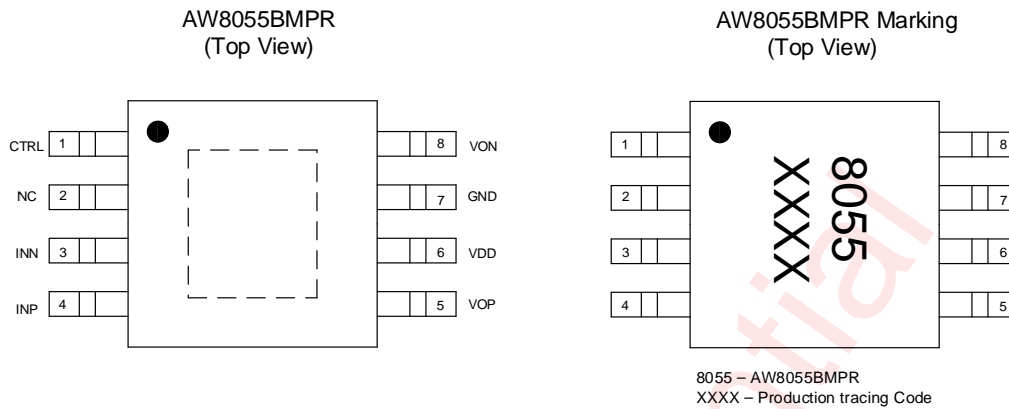 AW8055BMPR
(Top View)
CTRL 1
NC 2
INN 3
INP 4
8 VON
7 GND
6 VDD
5 VOP
AW8055BMPR Marking
(Top View)
1
2
3
4
8055
XXXX
8
7
6
5
8055 – AW8055BMPR
XXXX – Production tracing Code